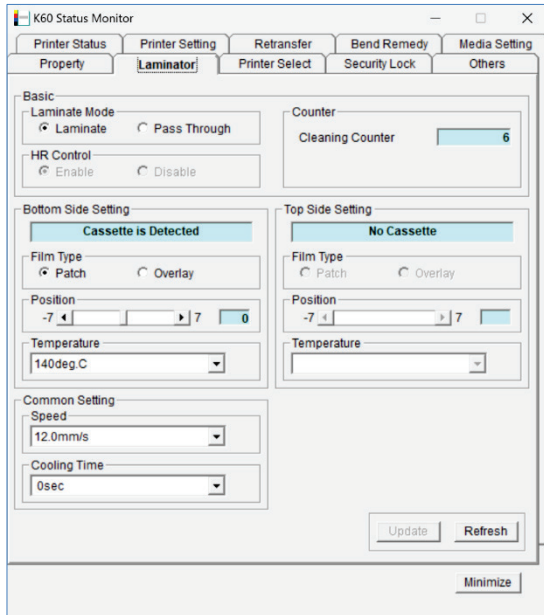 K60 Status Monitor
Printer Status Printer Setting Retransfer Bend Remedy Media Setting
Property Laminator Printer Select Security Lock Others
Basic
Laminate Mode
Laminate Pass Through
HR Control
Enable Disable
Counter
Cleaning Counter 6
Bottom Side Setting
Cassette is Detected
Film Type
Patch Overlay
Position
-7 7 0
Temperature
140deg.C
Top Side Setting
No Cassette
Film Type
Patch Overlay
Position
-7 7
Temperature
Common Setting
Speed
12.0mm/s
Cooling Time
0sec
Update Refresh
Minimize